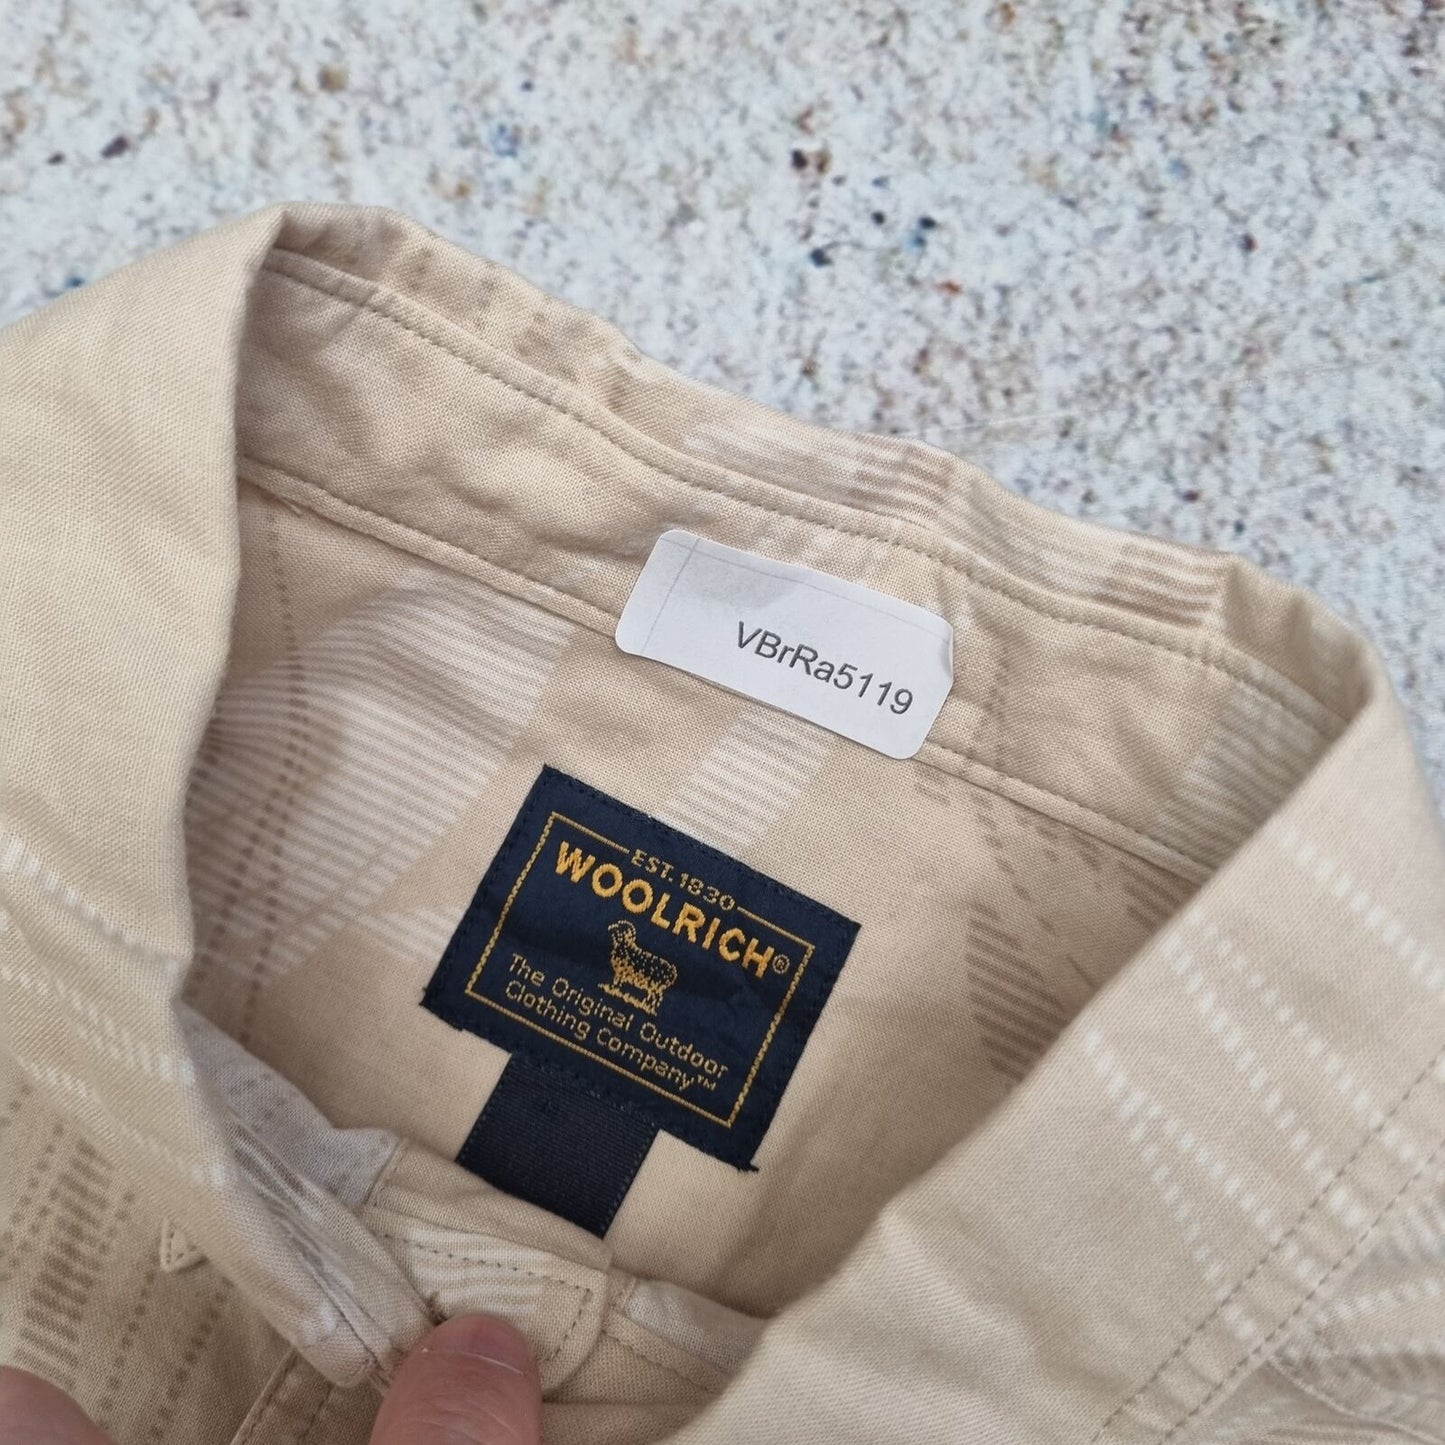 VBrRa5119
EST.1830
WOOLRICH®
The Original Outdoor
Clothing Company™